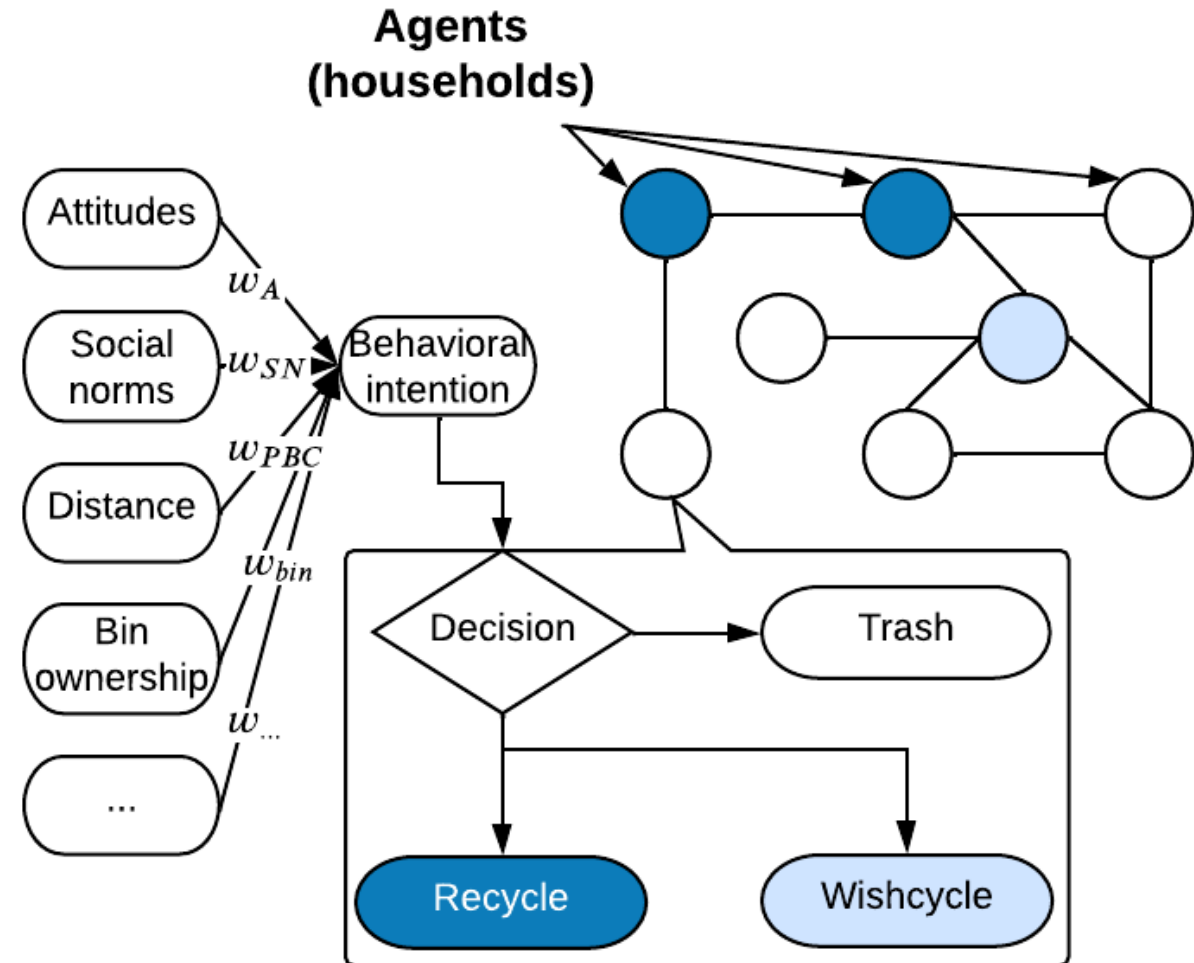 Agents
(households)
Attitudes
w_A
Social
norms
w_SN
Behavioral
intention
w_PBC
Distance
w_bin
Bin
ownership
w_...
...
Decision
Trash
Recycle
Wishcycle